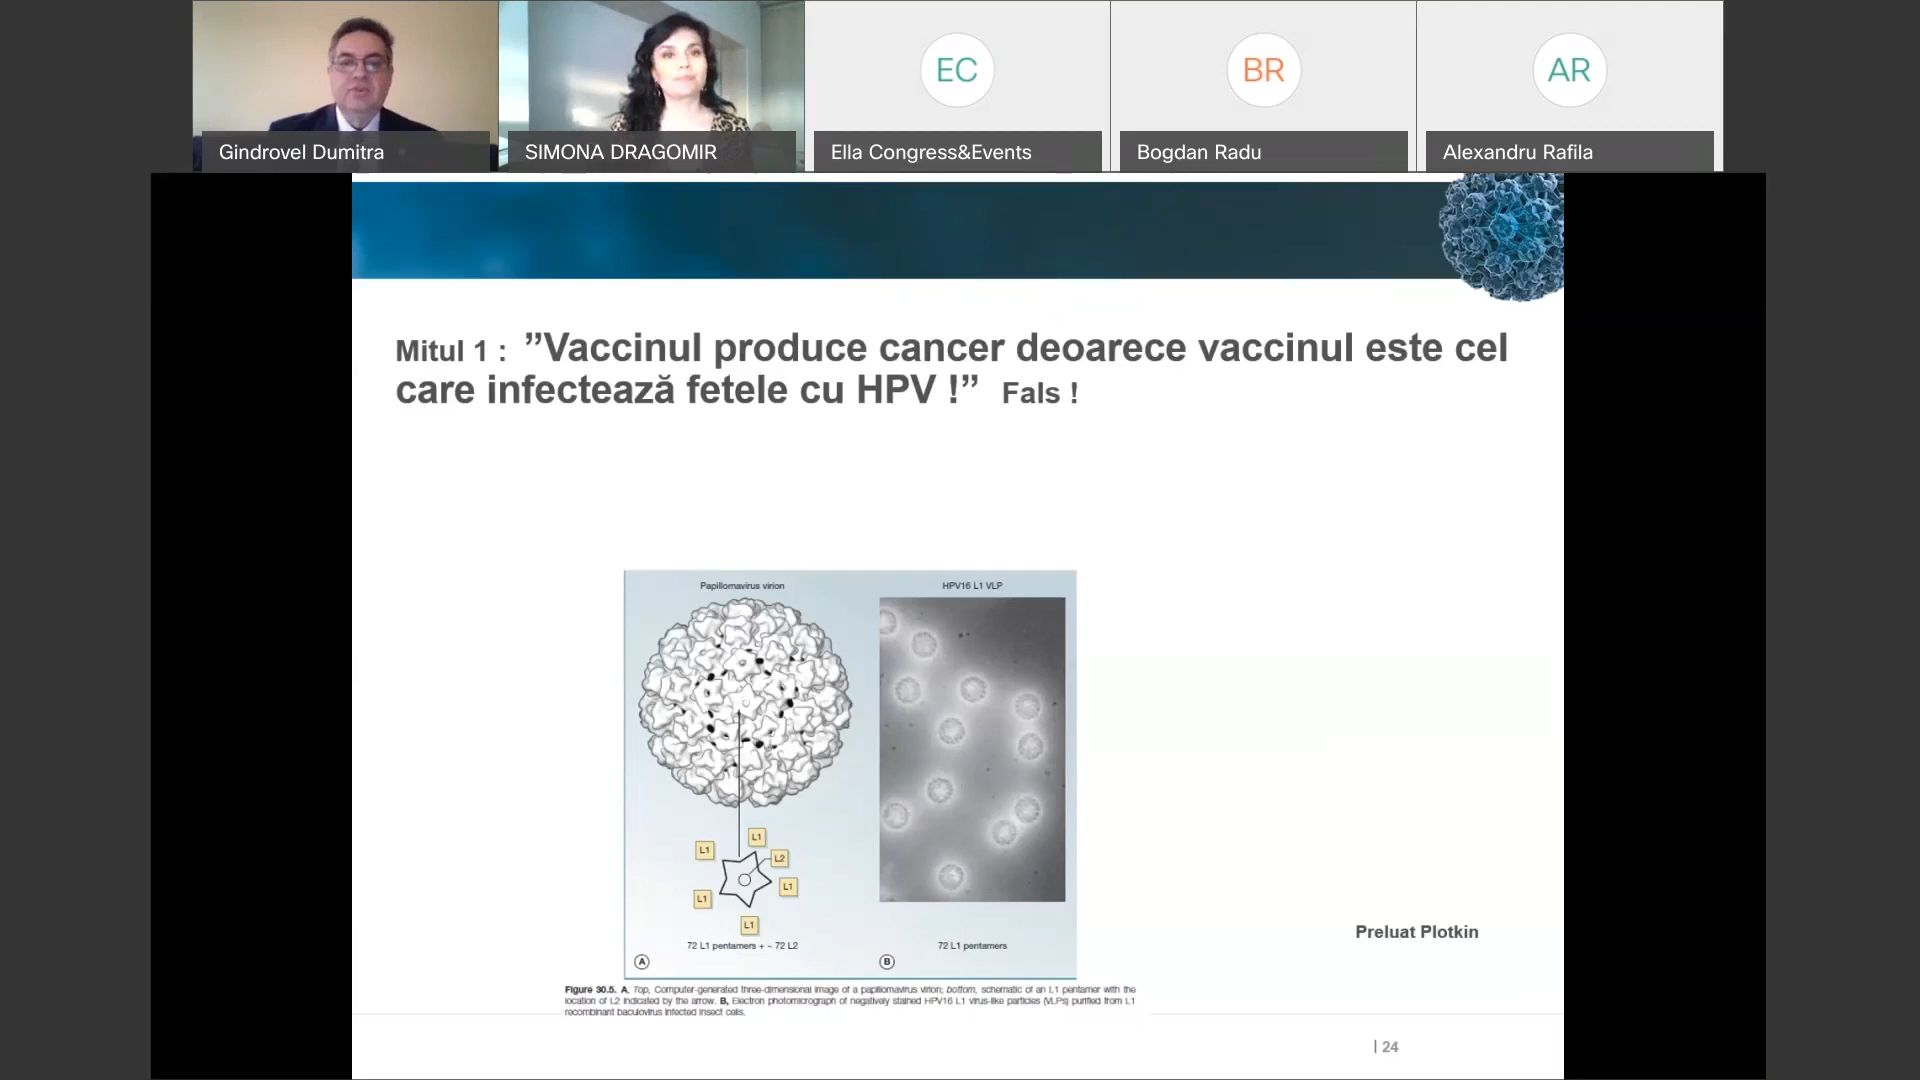 Gindrovel Dumitra
SIMONA DRAGOMIR
EC
Ella Congress&Events
BR
Bogdan Radu
AR
Alexandru Rafila
Mitul 1 : ”Vaccinul produce cancer deoarece vaccinul este cel
care infectează fetele cu HPV !” Fals !
Papillomavirus virion
HPV16 L1 VLP
L1
L1
L2
L1
L1
L1
72 L1 pentamers + ~ 72 L2
72 L1 pentamers
A
B
Preluat Plotkin
Figure 30.5. A, Top, Computer-generated three-dimensional image of a papillomavirus virion; bottom, schematic of an L1 pentamer with the
location of L2 indicated by the arrow. B, Electron photomicrograph of negatively stained HPV16 L1 virus-like particles (VLPs) purified from L1
recombinant baculovirus infected insect cells.
| 24